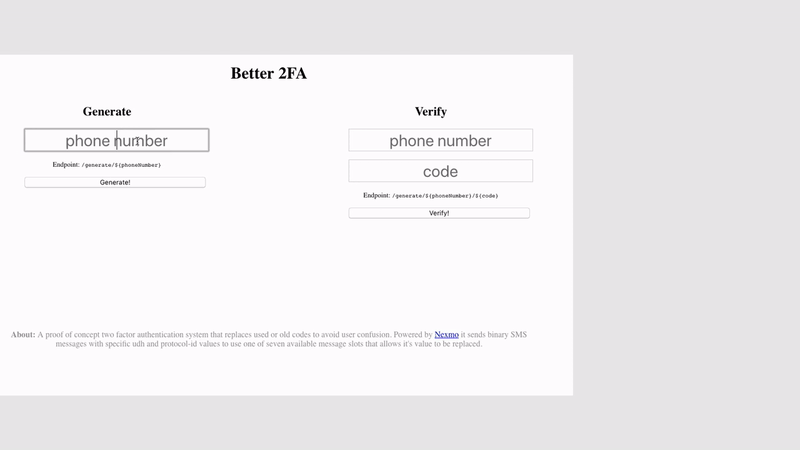 Better 2FA
Generate
phone number
Endpoint: /generate/${phoneNumber}
Generate!
Verify
phone number
code
Endpoint: /generate/${phoneNumber}/${code}
Verify!
About: A proof of concept two factor authentication system that replaces used or old codes to avoid user confusion. Powered by Nexmo it sends binary SMS
messages with specific udh and protocol-id values to use one of seven available message slots that allows it's value to be replaced.